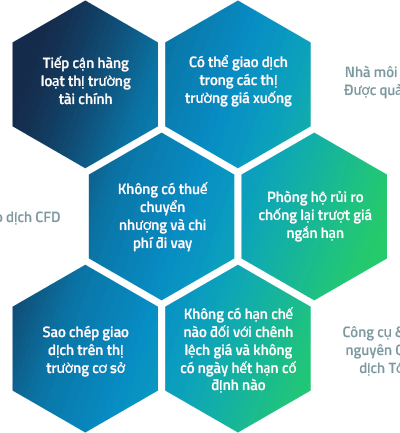 Tiếp cận hàng
loạt thị trường
tài chính
Có thể giao dịch
trong các thị
trường giá xuống
Nhà môi
Được quả
Không có thuế
chuyển
nhượng và chi
phí đi vay
Phòng hộ rủi ro
chống lại trượt giá
ngắn hạn
dịch CFD
Sao chép giao
dịch trên thị
trường cơ sở
Không có hạn chế
nào đối với chênh
lệch giá và không
có ngày hết hạn cố
định nào
Công cụ &
nguyên
dịch